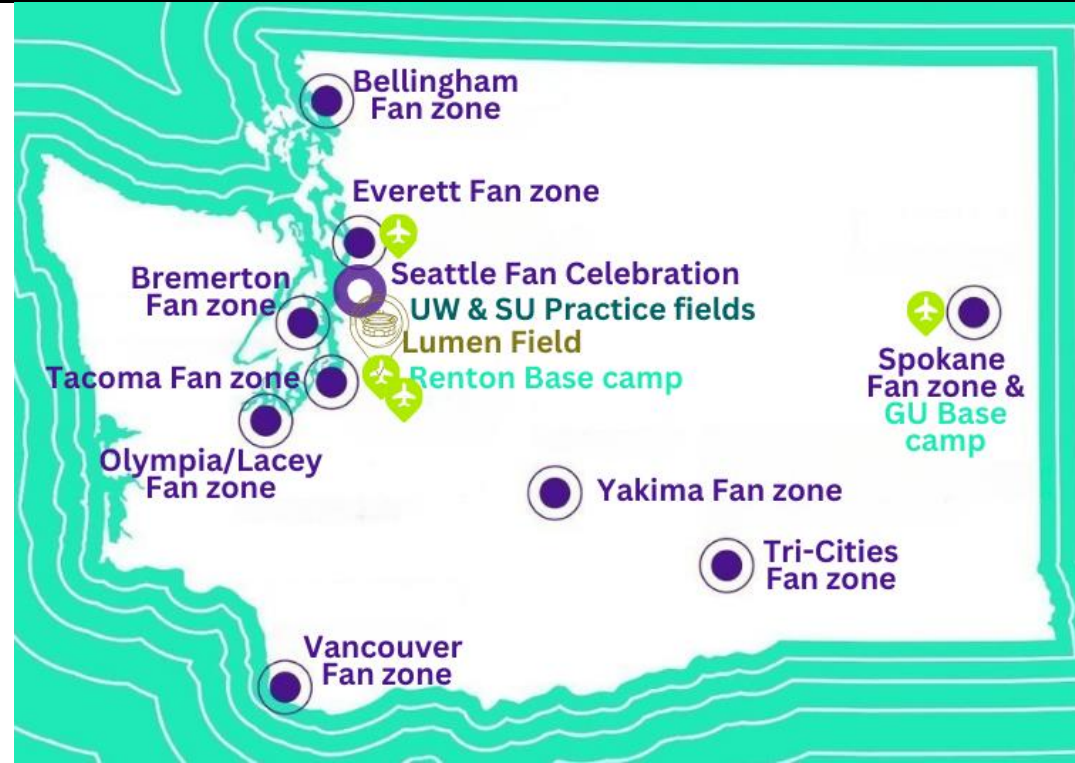 Bellingham
Fan zone
Everett Fan zone
Seattle Fan Celebration
Bremerton
Fan zone
UW & SU Practice fields
Lumen Field
Tacoma Fan zone
Renton Base camp
Spokane
Fan zone &
GU Base
camp
Olympia/Lacey
Fan zone
Yakima Fan zone
Tri-Cities
Fan zone
Vancouver
Fan zone